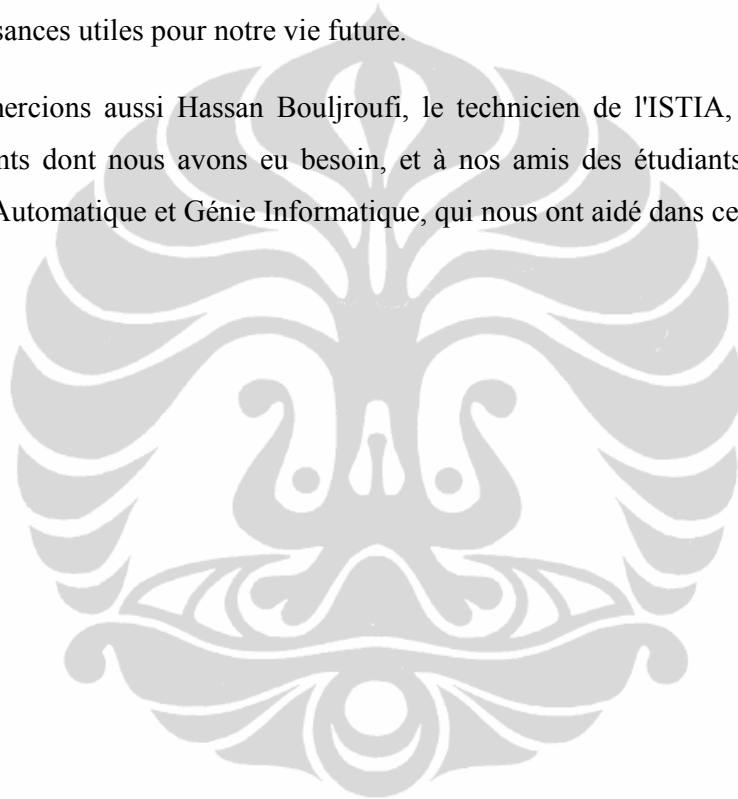 sances utiles pour notre vie future.
nercions aussi Hassan Bouljroufi, le technicien de l'ISTIA,
nts dont nous avons eu besoin, et à nos amis des étudiants
Automatique et Génie Informatique, qui nous ont aidé dans ce